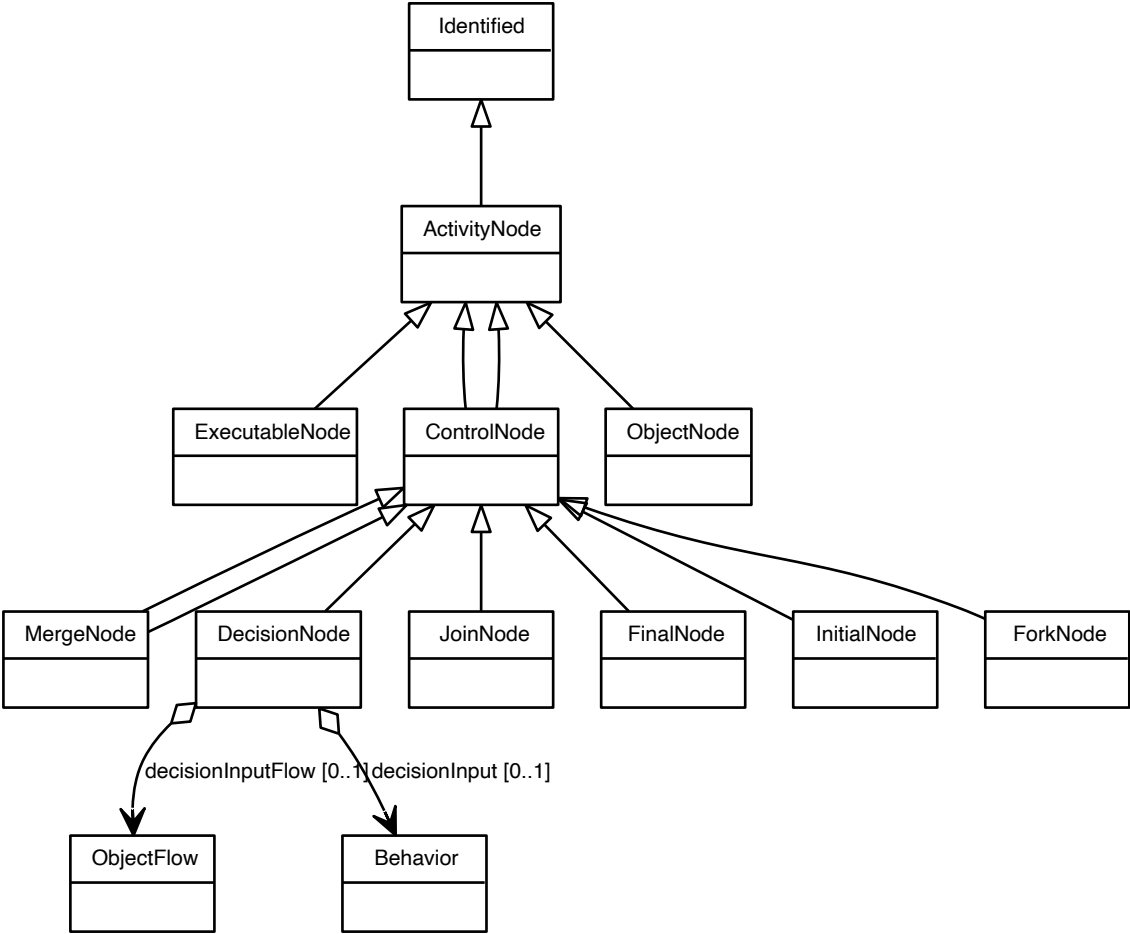 Identified
ActivityNode
ExecutableNode
ControlNode
ObjectNode
MergeNode
DecisionNode
JoinNode
FinalNode
InitialNode
ForkNode
decisionInputFlow [0..1]
decisionInput [0..1]
ObjectFlow
Behavior